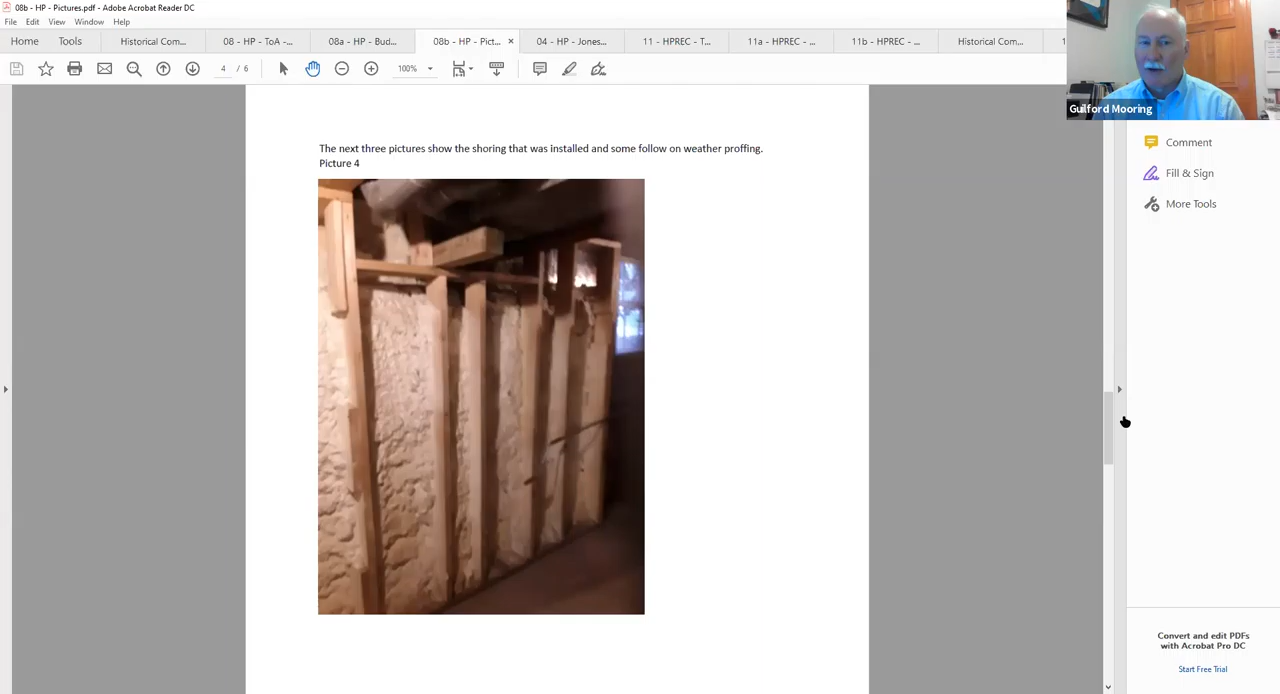 08b - HP - Pictures.pdf - Adobe Acrobat Reader DC
File Edit View Window Help
Home Tools Historical Com... 08 - HP - ToA -... 08a - HP - Bud... 08b - HP - Pict... × 04 - HP - Jones... 11 - HPREC - T... 11a - HPREC - ... 11b - HPREC - ... Historical Com... 1
4 / 6 100%
Guilford Mooring
Comment
Fill & Sign
More Tools
The next three pictures show the shoring that was installed and some follow on weather proffing.
Picture 4
Convert and edit PDFs
with Acrobat Pro DC
Start Free Trial